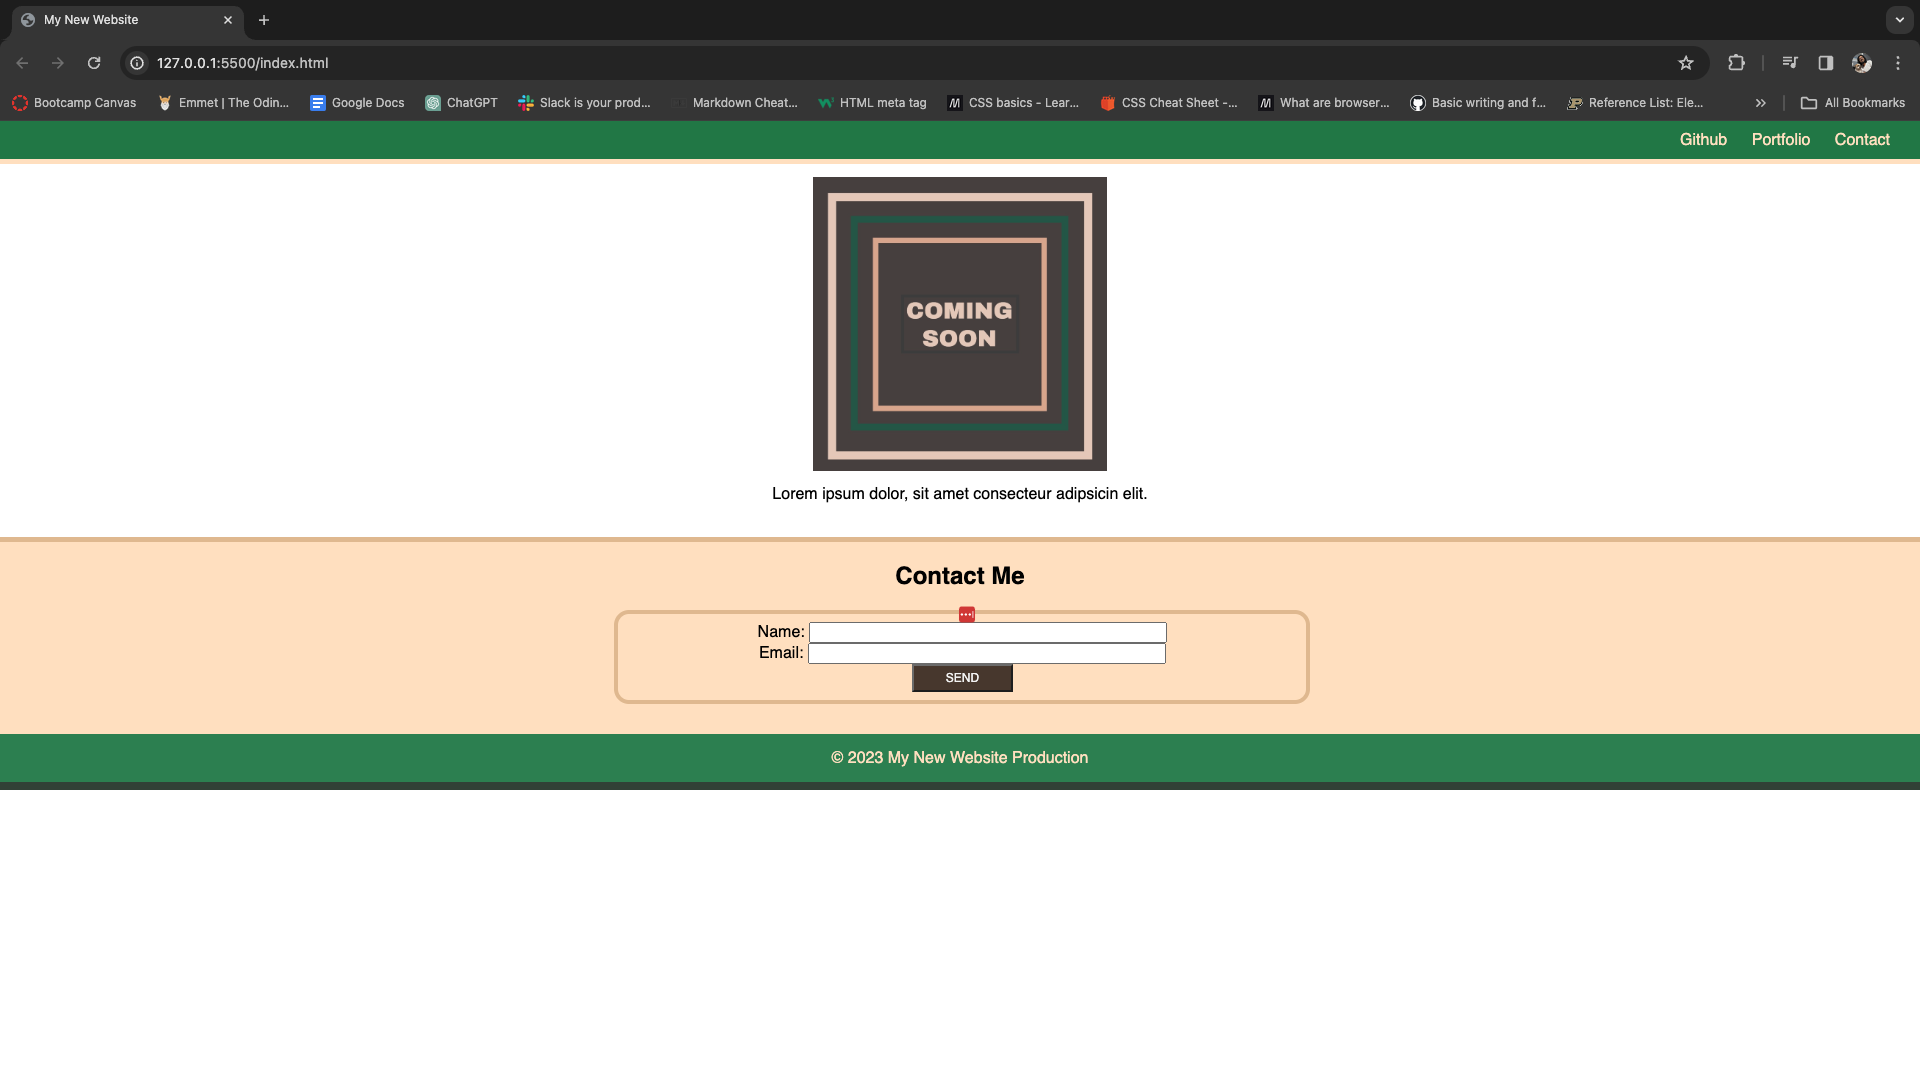 My New Website
127.0.0.1:5500/index.html
Bootcamp Canvas
Emmet | The Odin...
Google Docs
ChatGPT
Slack is your prod...
Markdown Cheat...
HTML meta tag
CSS basics - Lear...
CSS Cheat Sheet -...
What are browser...
Basic writing and f...
Reference List: Ele...
All Bookmarks
Github
Portfolio
Contact
COMING
SOON
Lorem ipsum dolor, sit amet consecteur adipsicin elit.
Contact Me
Name:
Email:
SEND
© 2023 My New Website Production